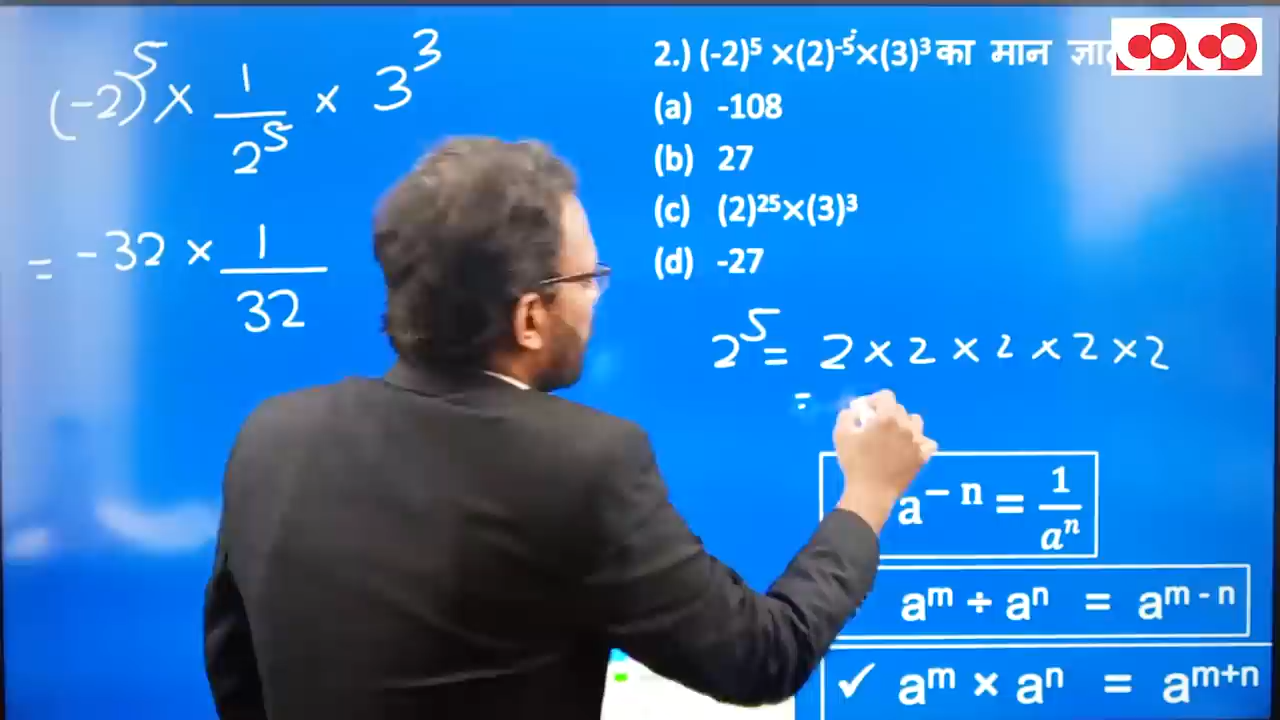 (-2)⁵ × 1/2⁵ × 3³
= -32 × 1/32
2.) (-2)⁵ ×(2)⁻⁵×(3)³ का मान
(a) -108
(b) 27
(c) (2)²⁵×(3)³
(d) -27
2⁵ = 2 × 2 × 2 × 2 × 2
=
a⁻ ⁿ = 1/aⁿ
aᵐ ÷ aⁿ = aᵐ ⁻ ⁿ
✓ aᵐ × aⁿ = aᵐ⁺ⁿ